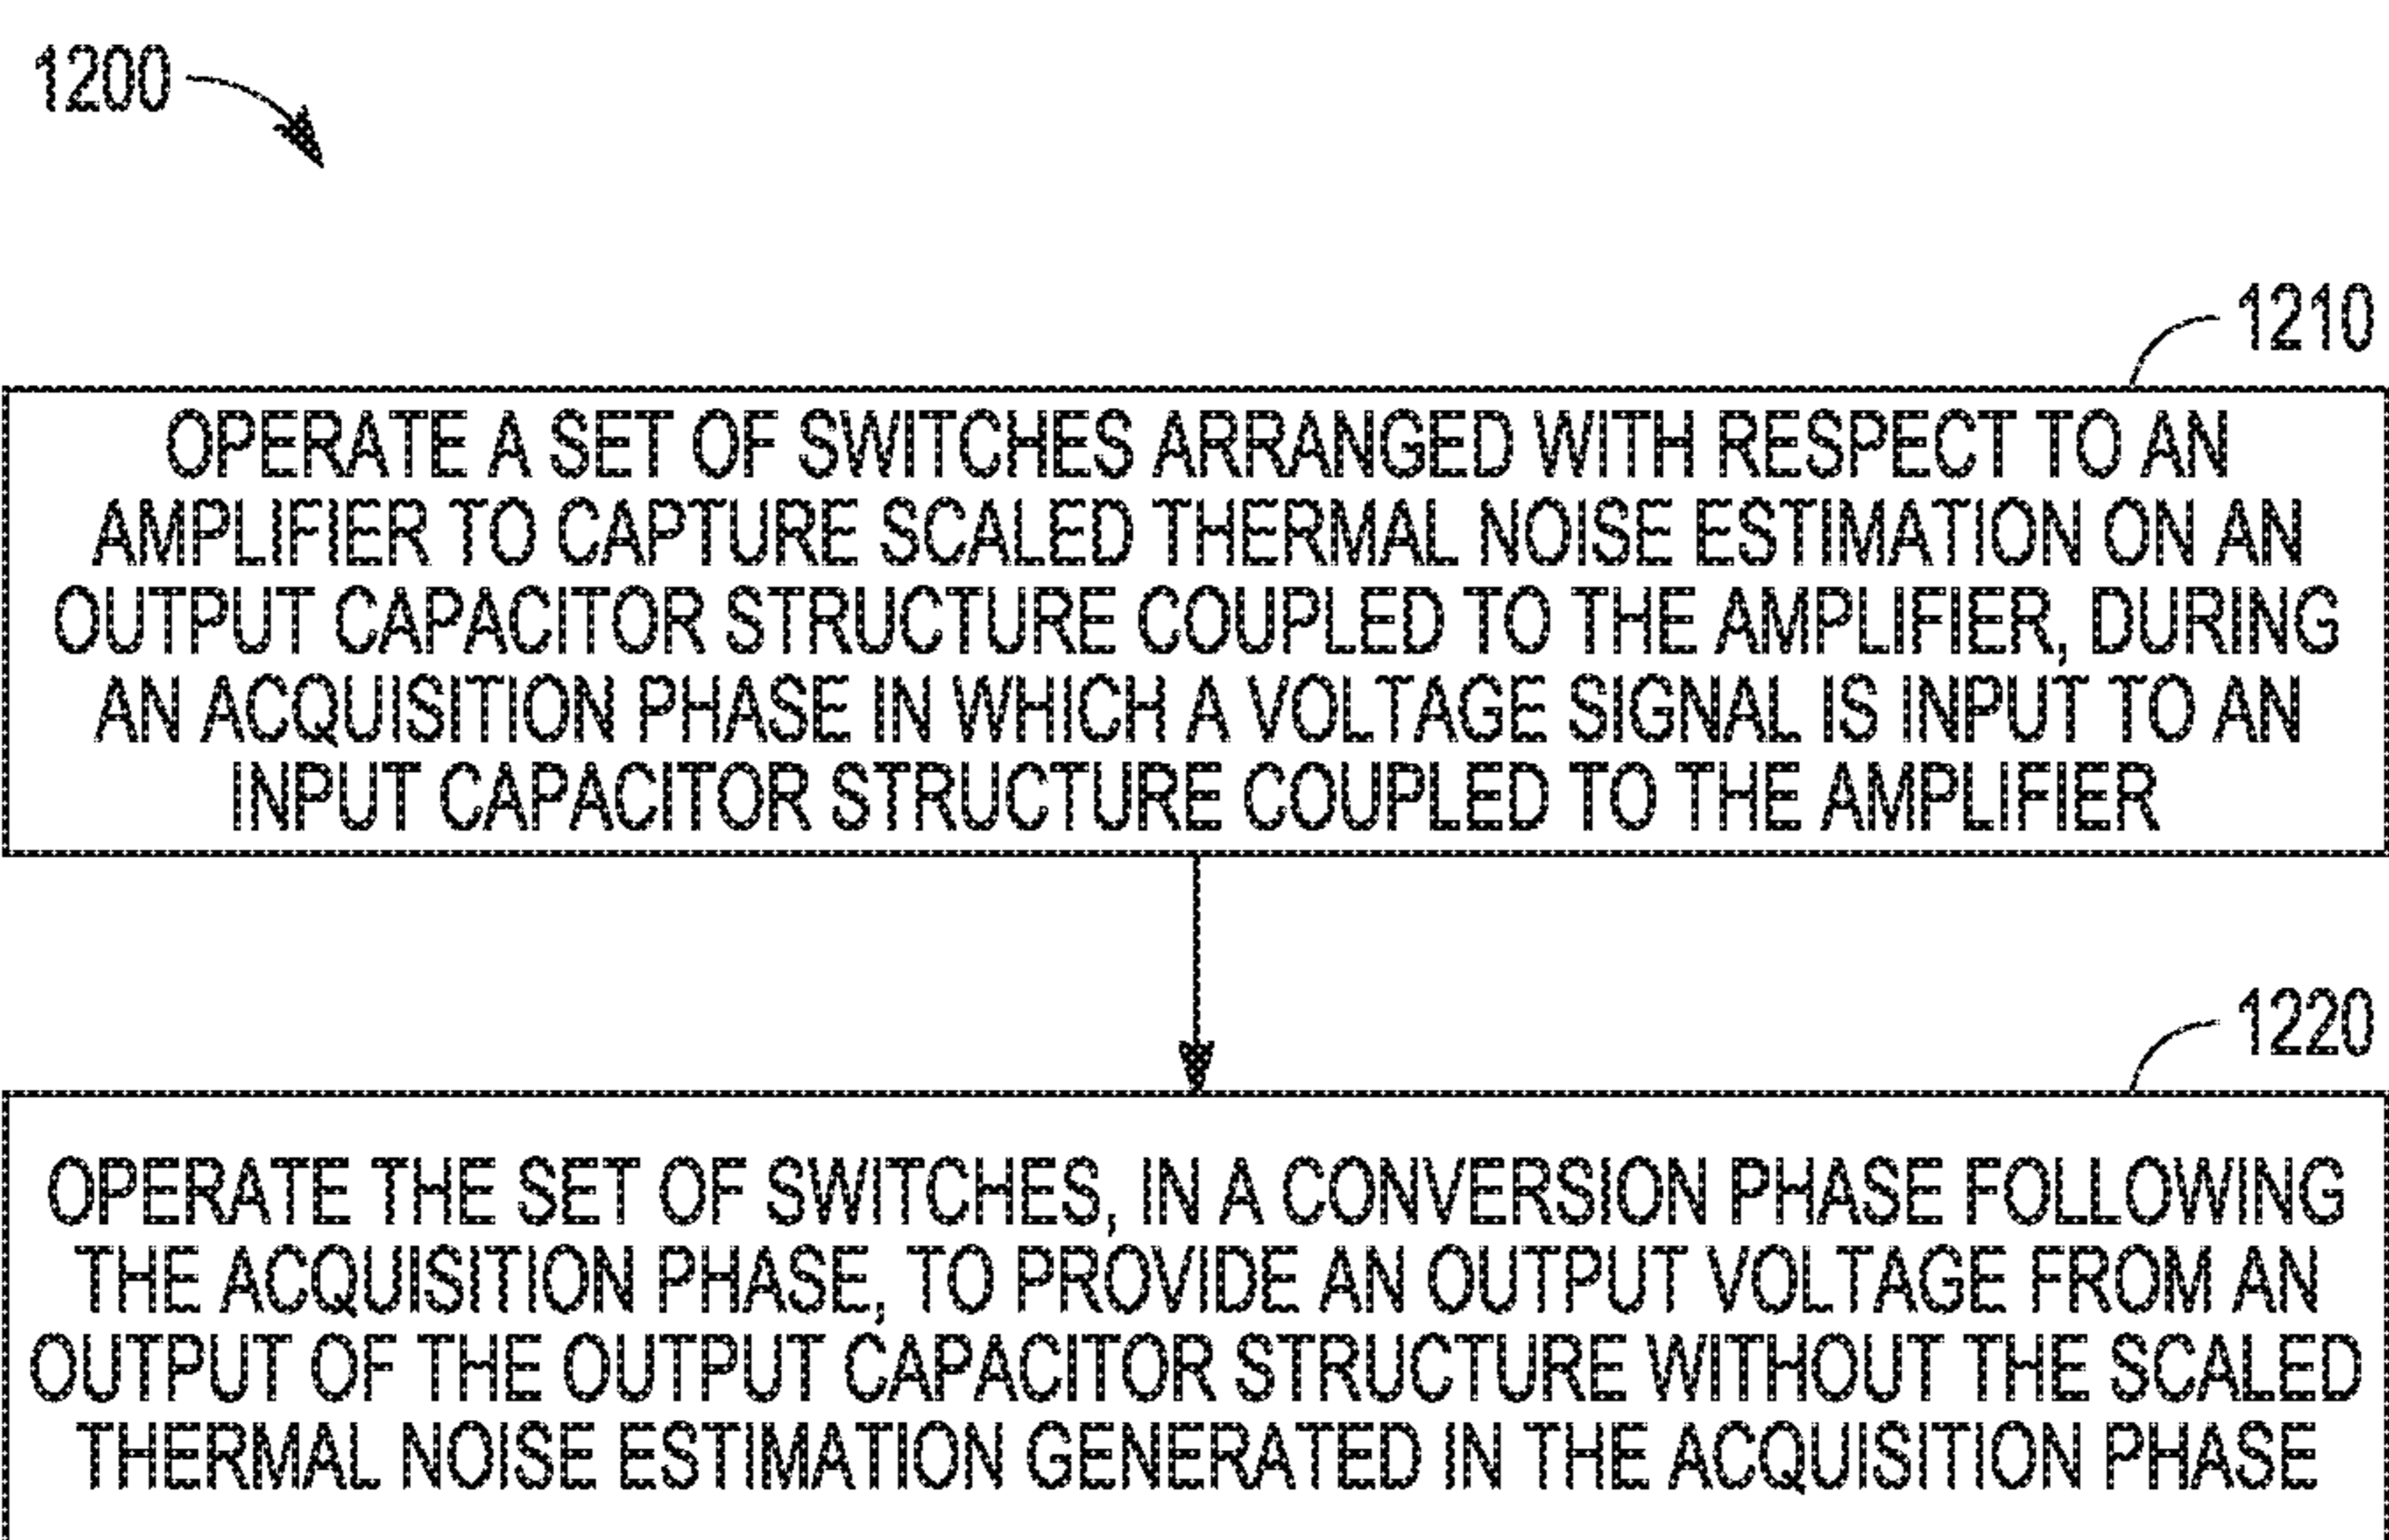 1200
1210
OPERATE A SET OF SWITCHES ARRANGED WITH RESPECT TO AN
AMPLIFIER TO CAPTURE SCALED THERMAL NOISE ESTIMATION ON AN
OUTPUT CAPACITOR STRUCTURE COUPLED TO THE AMPLIFIER, DURING
AN ACQUISITION PHASE IN WHICH A VOLTAGE SIGNAL IS INPUT TO AN
INPUT CAPACITOR STRUCTURE COUPLED TO THE AMPLIFIER
1220
OPERATE THE SET OF SWITCHES, IN A CONVERSION PHASE FOLLOWING
THE ACQUISITION PHASE, TO PROVIDE AN OUTPUT VOLTAGE FROM AN
OUTPUT OF THE OUTPUT CAPACITOR STRUCTURE WITHOUT THE SCALED
THERMAL NOISE ESTIMATION GENERATED IN THE ACQUISITION PHASE